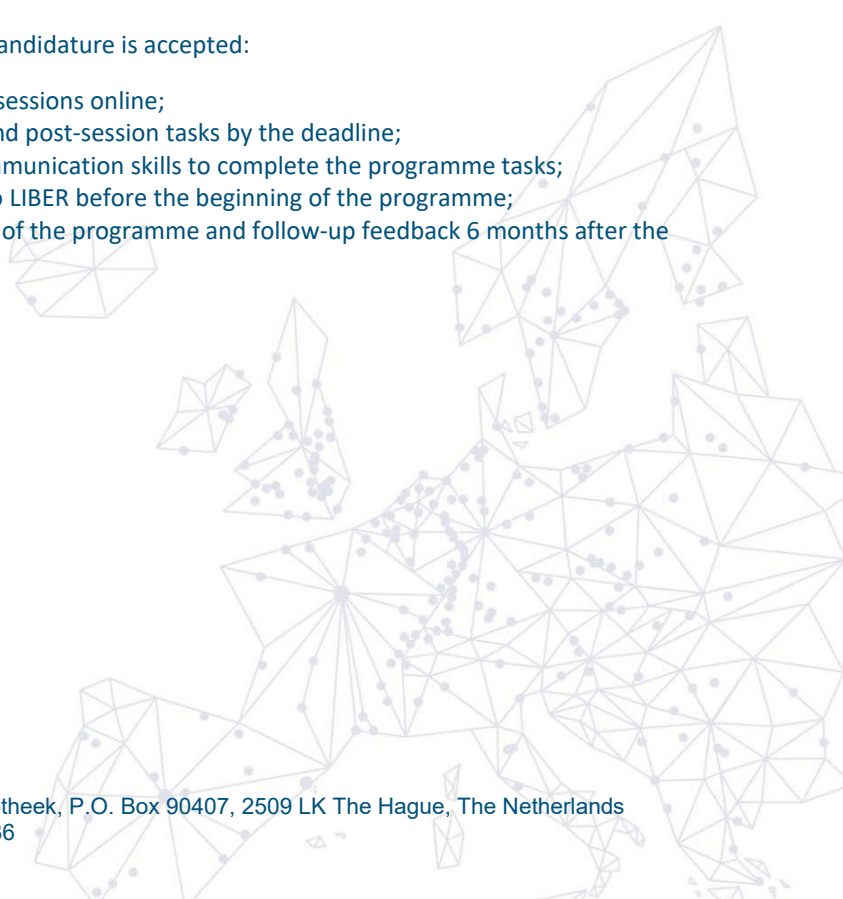 andidature is accepted:
sessions online;
nd post-session tasks by the deadline;
mmunication skills to complete the programme tasks;
o LIBER before the beginning of the programme;
of the programme and follow-up feedback 6 months after the
theek, P.O. Box 90407, 2509 LK The Hague, The Netherlands
66